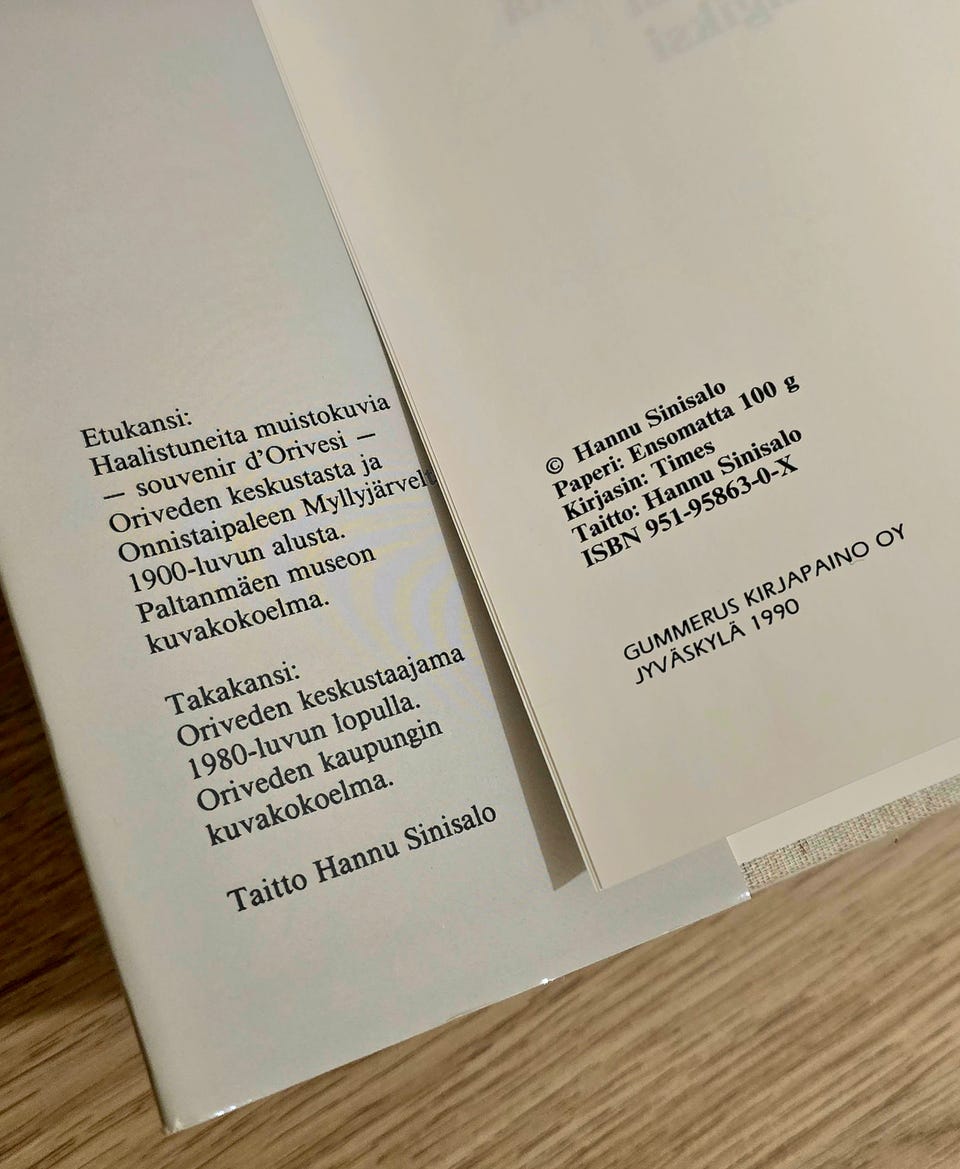 Etukansi:
Haalistuneita muistokuvia
— souvenir d'Orivesi —
Oriveden keskustasta ja
Onnistaipaleen
1900-luvun alusta.
Paltanmäen museon
kuvakokoelma.
Takakansi:
Oriveden keskustaajama
1980-luvun lopulla.
Oriveden kaupungin
kuvakokoelma.
Taitto Hannu Sinisalo
© Hannu Sinisalo
Paperi: Ensomatta 100 g
Kirjasin: Times
Taitto: Hannu Sinisalo
ISBN 951-95863-0-X
GUMMERUS KIRJAPAINO OY
JYVÄSKYLÄ 1990